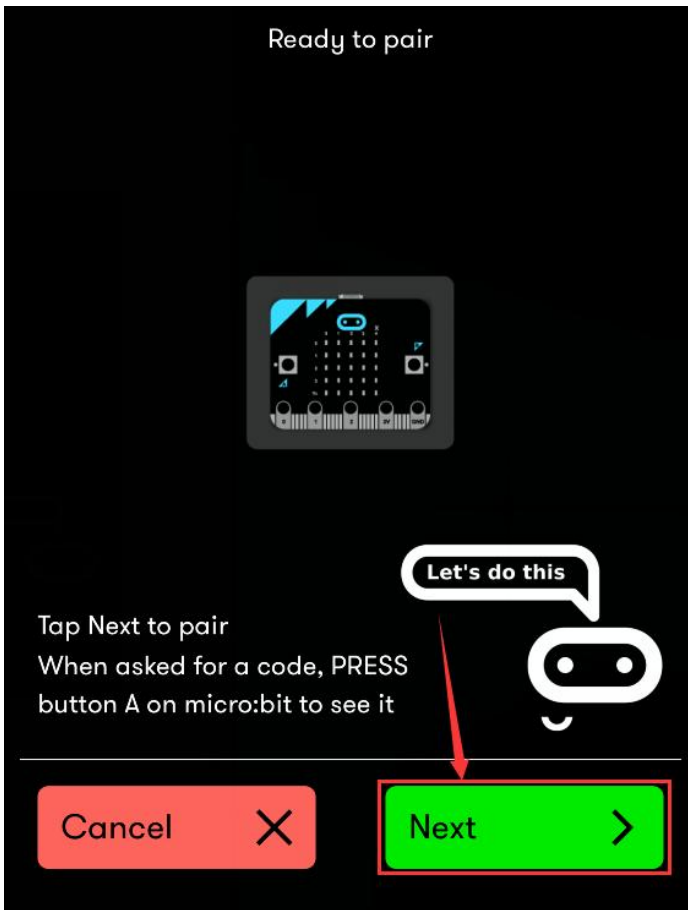 Ready to pair
Let's do this
Tap Next to pair
When asked for a code, PRESS
button A on micro:bit to see it
Cancel
Next